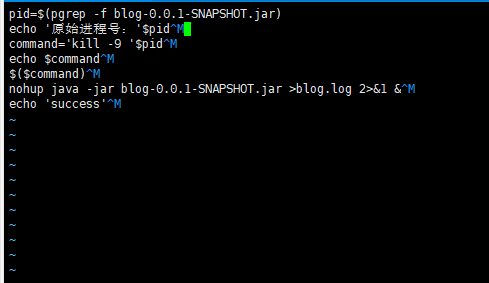 pid=$(pgrep -f blog-0.0.1-SNAPSHOT.jar)
echo '原始进程号：'$pid^M
command='kill -9 '$pid^M
echo $command^M
$($command)^M
nohup java -jar blog-0.0.1-SNAPSHOT.jar >blog.log 2>&1 &^M
echo 'success'^M
~
~
~
~
~
~
~
~
~
~
~